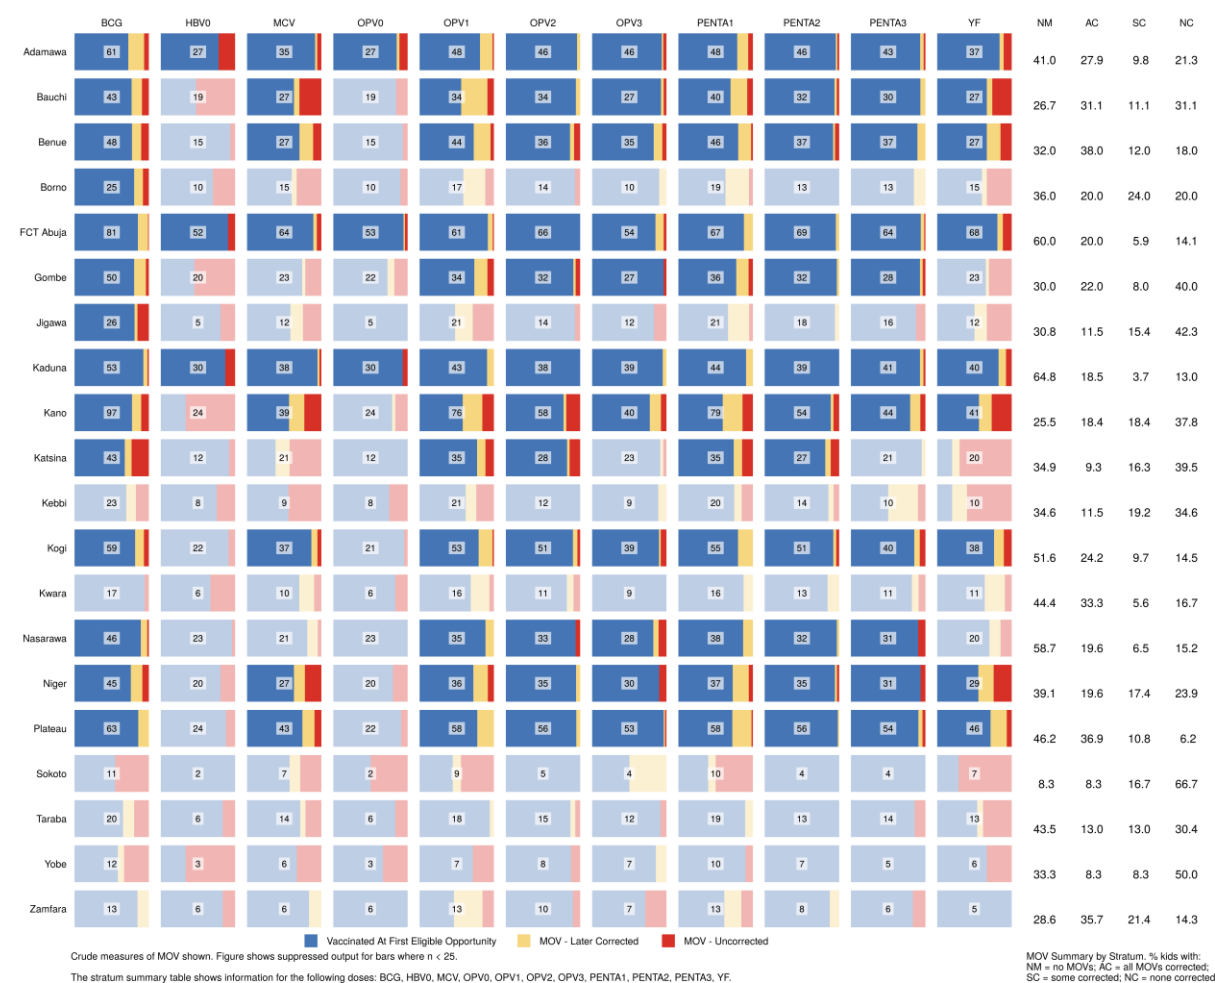 BCG HBV0 MCV OPV0 OPV1 OPV2 OPV3 PENTA1 PENTA2 PENTA3 YF NM AC SC NC
Adamawa 61 27 35 27 48 46 46 48 46 43 37 41.0 27.9 9.8 21.3
Bauchi 43 19 27 19 34 34 27 40 32 30 27 26.7 31.1 11.1 31.1
Benue 48 15 27 15 44 36 35 46 37 37 27 32.0 38.0 12.0 18.0
Borno 25 10 15 10 17 14 10 19 13 13 15 36.0 20.0 24.0 20.0
FCT Abuja 81 52 64 53 61 66 54 67 69 64 68 60.0 20.0 5.9 14.1
Gombe 50 20 23 22 34 32 27 36 32 28 23 30.0 22.0 8.0 40.0
Jigawa 26 5 12 5 21 14 12 21 18 16 12 30.8 11.5 15.4 42.3
Kaduna 53 30 38 30 43 38 39 44 39 41 40 64.8 18.5 3.7 13.0
Kano 97 24 39 24 76 58 40 79 54 44 41 25.5 18.4 18.4 37.8
Katsina 43 12 21 12 35 28 23 35 27 21 20 34.9 9.3 16.3 39.5
Kebbi 23 8 9 8 21 12 9 20 14 10 10 34.6 11.5 19.2 34.6
Kogi 59 22 37 21 53 51 39 55 51 40 38 51.6 24.2 9.7 14.5
Kwara 17 6 10 6 16 11 9 16 13 11 11 44.4 33.3 5.6 16.7
Nasarawa 46 23 21 23 35 33 28 38 32 31 20 58.7 19.6 6.5 15.2
Niger 45 20 27 20 36 35 30 37 35 31 29 39.1 19.6 17.4 23.9
Plateau 63 24 43 22 58 56 53 58 56 54 46 46.2 36.9 10.8 6.2
Sokoto 11 2 7 2 9 5 4 10 4 4 7 8.3 8.3 16.7 66.7
Taraba 20 6 14 6 18 15 12 19 13 14 13 43.5 13.0 13.0 30.4
Yobe 12 3 6 3 7 8 7 10 7 5 6 33.3 8.3 8.3 50.0
Zamfara 13 6 6 6 13 10 7 13 8 6 5 28.6 35.7 21.4 14.3
Vaccinated At First Eligible Opportunity MOV - Later Corrected MOV - Uncorrected
Crude measures of MOV shown. Figure shows suppressed output for bars where n < 25.
The stratum summary table shows information for the following doses: BCG, HBV0, MCV, OPV0, OPV1, OPV2, OPV3, PENTA1, PENTA2, PENTA3, YF.
MOV Summary by Stratum. % kids with:
NM = no MOVs; AC = all MOVs corrected;
SC = some corrected; NC = none corrected